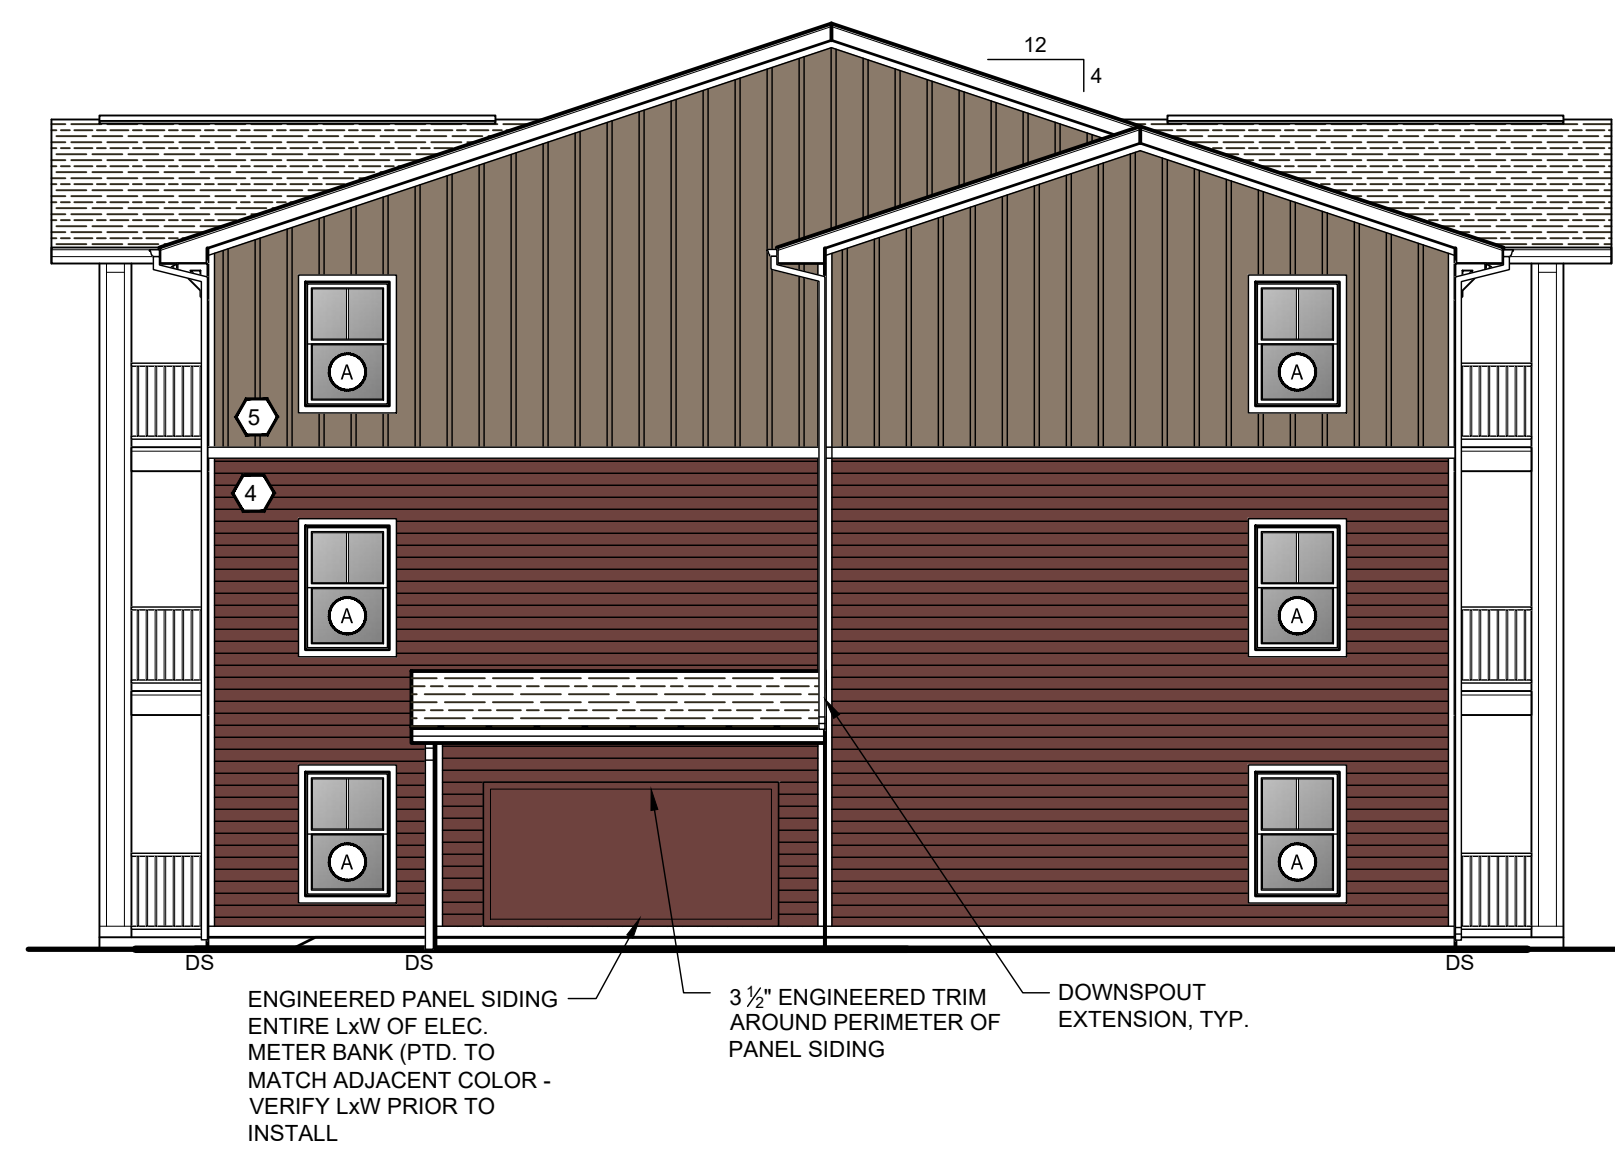 12
4
A
A
5
4
A
A
A
A
DS
DS
DS
ENGINEERED PANEL SIDING
ENTIRE LxW OF ELEC.
METER BANK (PTD. TO
MATCH ADJACENT COLOR -
VERIFY LxW PRIOR TO
INSTALL
3 ½" ENGINEERED TRIM
AROUND PERIMETER OF
PANEL SIDING
DOWNSPOUT
EXTENSION, TYP.